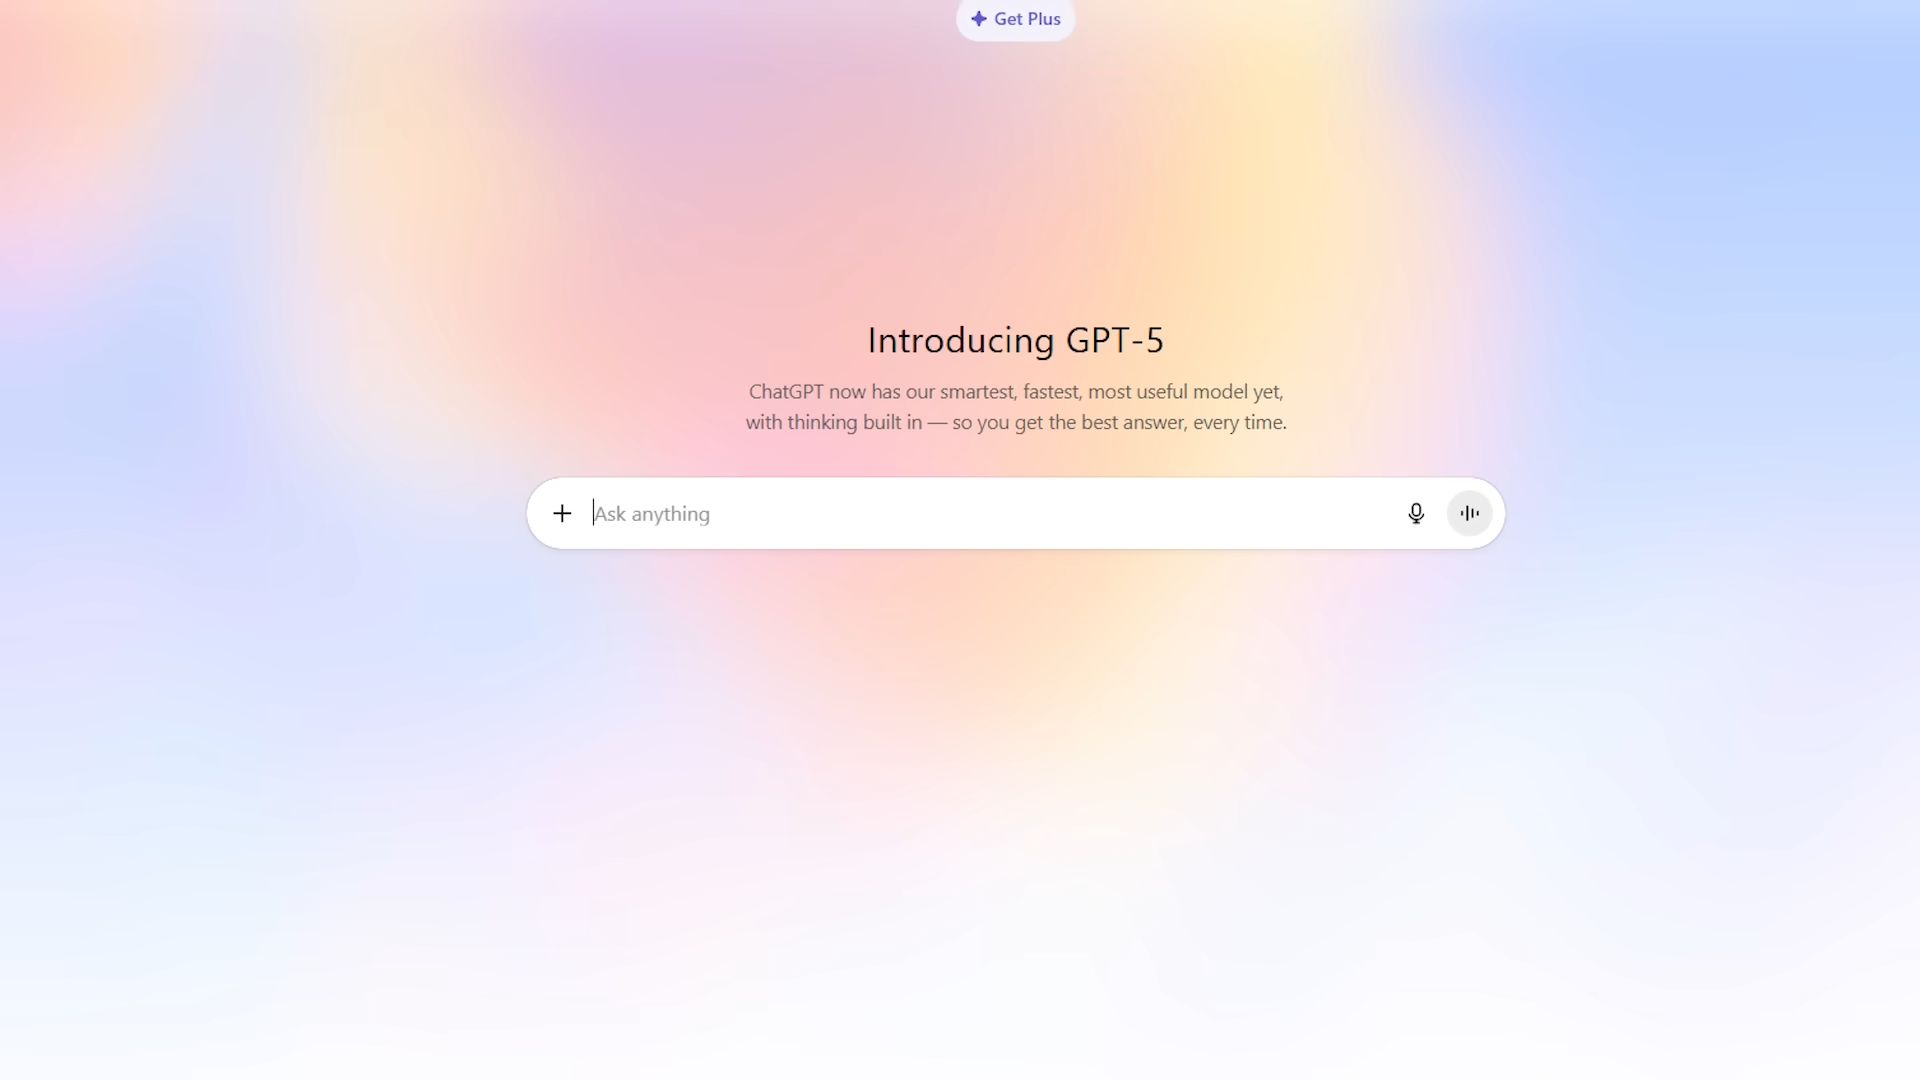 Get Plus
Introducing GPT-5
ChatGPT now has our smartest, fastest, most useful model yet,
with thinking built in — so you get the best answer, every time.
Ask anything